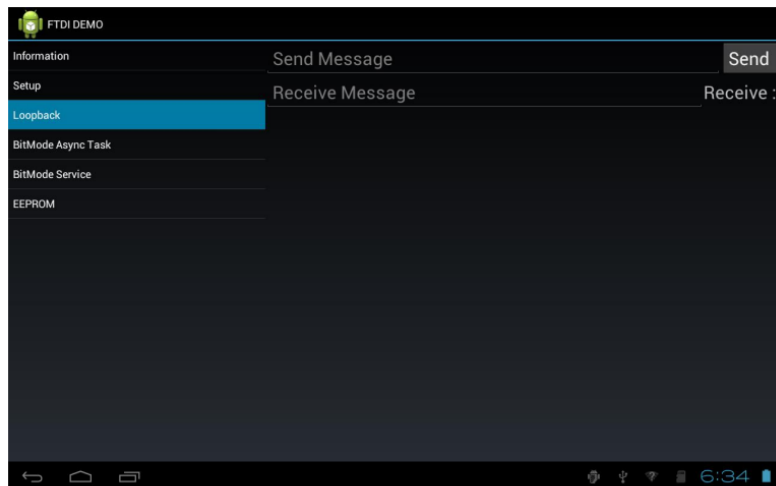 FTDI DEMO
Information
Setup
Loopback
BitMode Async Task
BitMode Service
EEPROM
Send Message
Send
Receive Message
Receive :
6:34